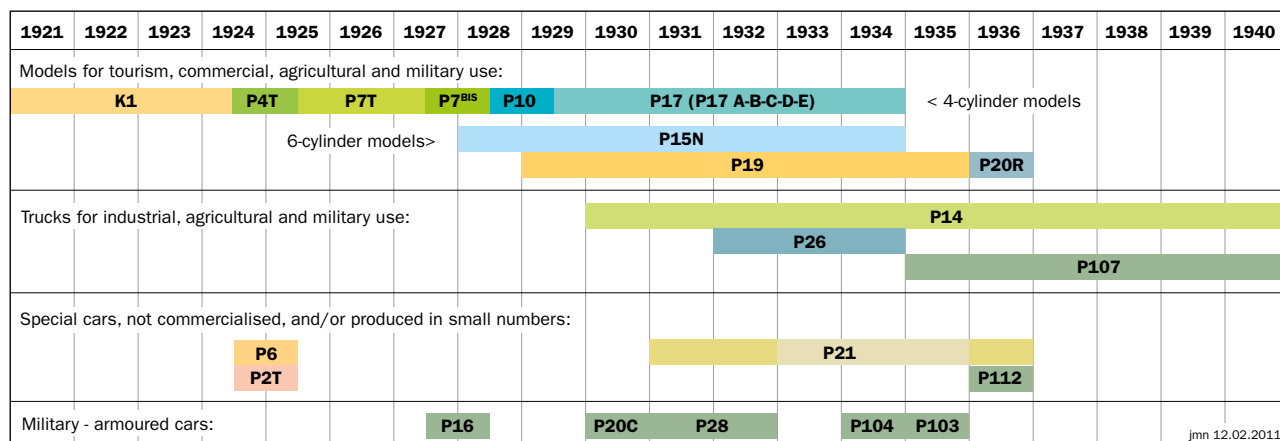 1921 1922 1923 1924 1925 1926 1927 1928 1929 1930 1931 1932 1933 1934 1935 1936 1937 1938 1939 1940
Models for tourism, commercial, agricultural and military use:
K1 P4T P7T P7BIS P10 P17 (P17 A-B-C-D-E) < 4-cylinder models
6-cylinder models> P15N
P19 P20R
Trucks for industrial, agricultural and military use: P14
P26
P107
Special cars, not commercialised, and/or produced in small numbers:
P6 P21
P2T P112
Military - armoured cars: P16 P20C P28 P104 P103
jmn 12.02.2011